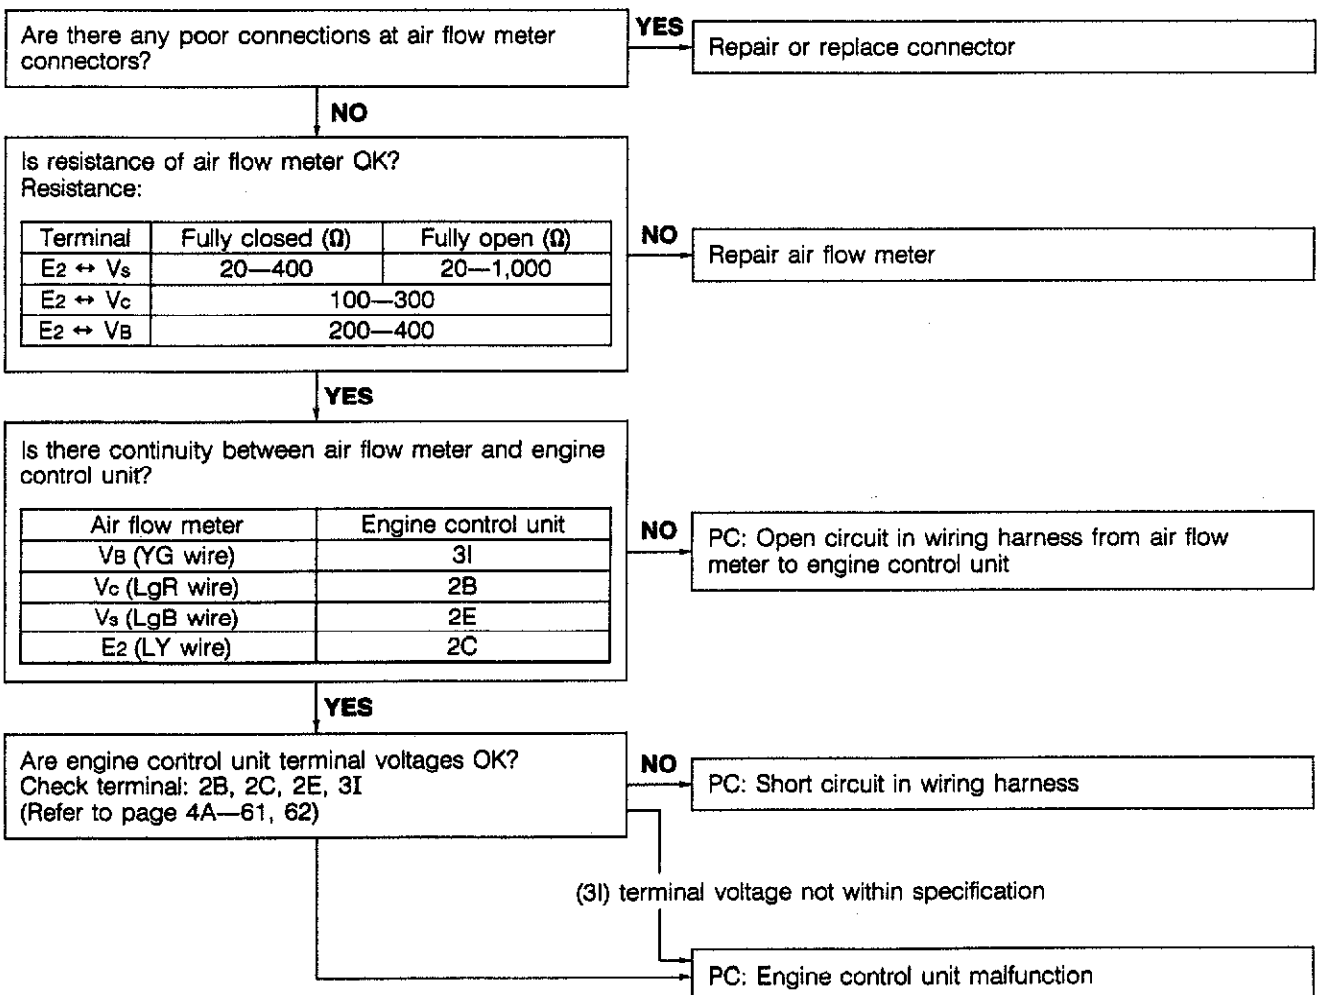 Are there any poor connections at air flow meter
connectors?
YES
Repair or replace connector
NO
Is resistance of air flow meter OK?
Resistance:
Terminal Fully closed (Ω) Fully open (Ω)
E2 ↔ Vs 20—400 20—1,000
E2 ↔ Vc 100—300
E2 ↔ VB 200—400
NO
Repair air flow meter
YES
Is there continuity between air flow meter and engine
control unit?
Air flow meter Engine control unit
VB (YG wire) 3I
Vc (LgR wire) 2B
Vs (LgB wire) 2E
E2 (LY wire) 2C
NO
PC: Open circuit in wiring harness from air flow
meter to engine control unit
YES
Are engine control unit terminal voltages OK?
Check terminal: 2B, 2C, 2E, 3I
(Refer to page 4A—61, 62)
NO
PC: Short circuit in wiring harness
(3I) terminal voltage not within specification
PC: Engine control unit malfunction